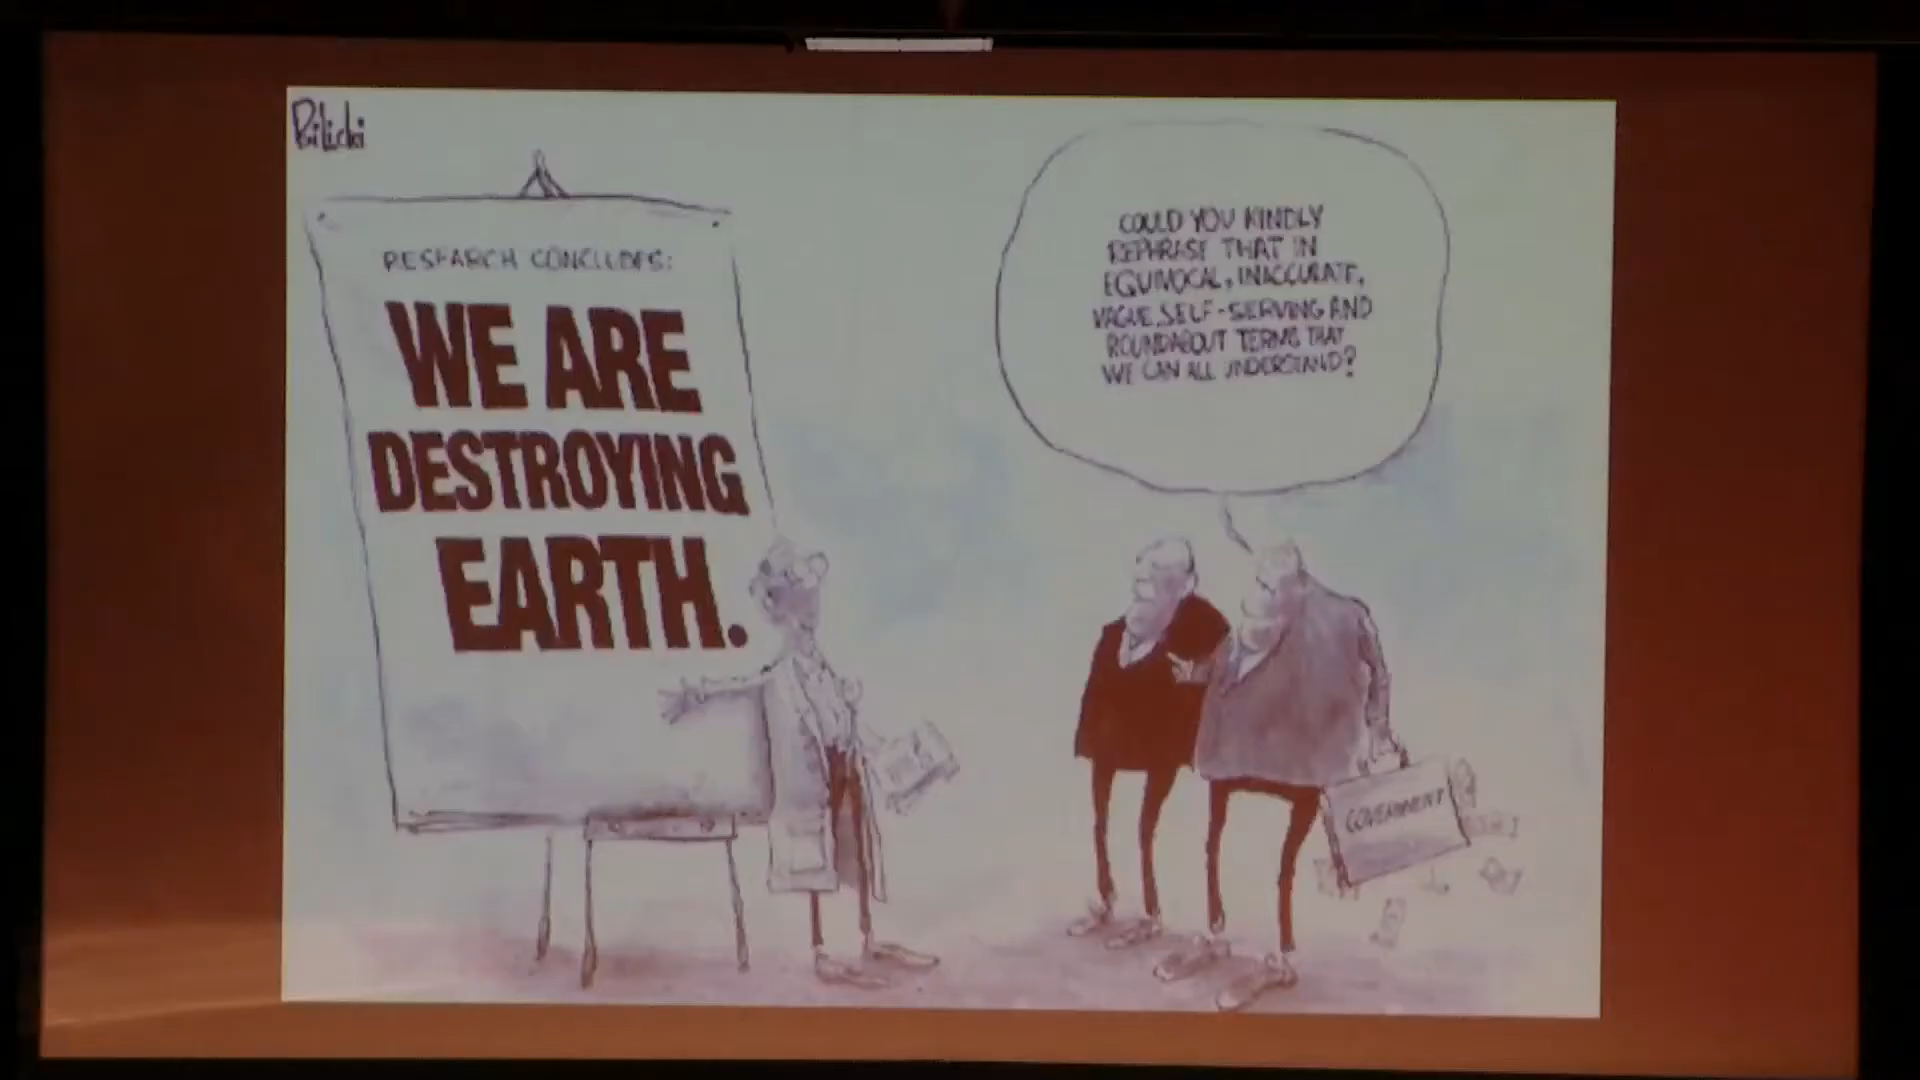 Pilicki
RESEARCH CONCLUDES:
WE ARE
DESTROYING
EARTH.
COULD YOU KINDLY
REPHRASE THAT IN
EQUIVOCAL, INACCURATE,
VAGUE, SELF-SERVING AND
ROUNDABOUT TERMS THAT
WE CAN ALL UNDERSTAND?
GOVERNMENT